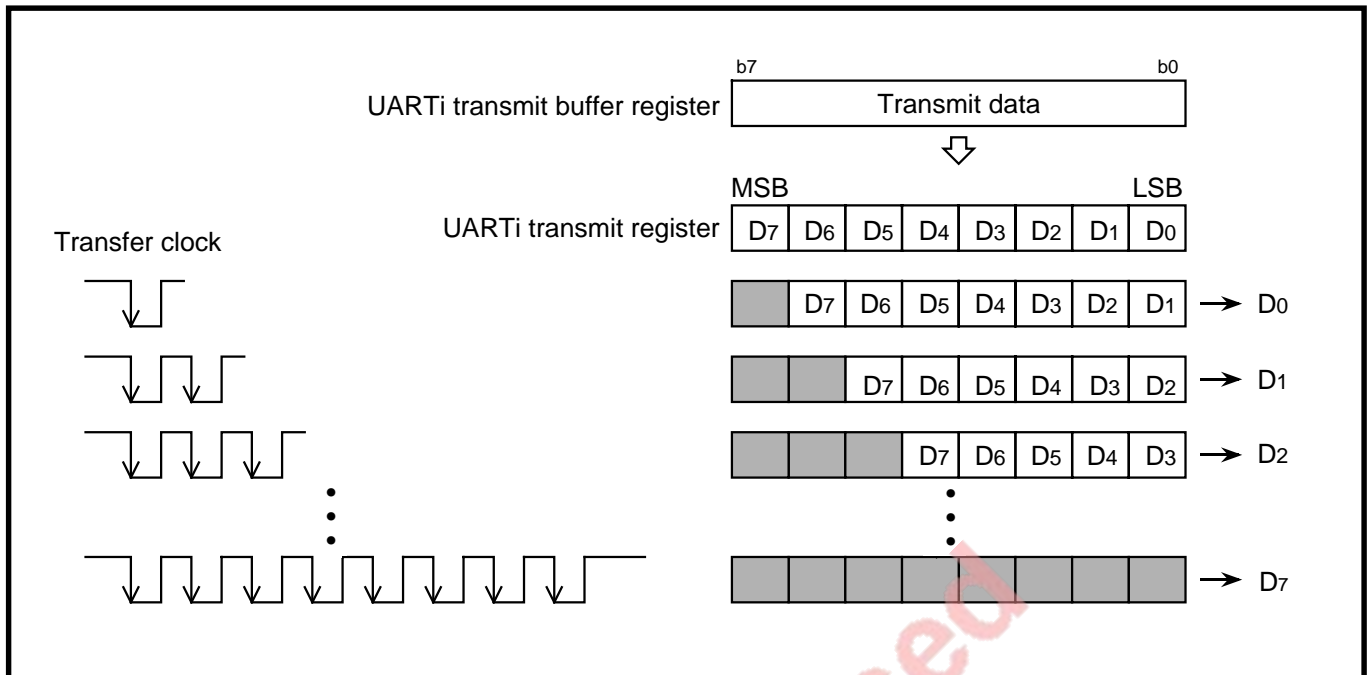 b7 b0
UARTi transmit buffer register
Transmit data
MSB LSB
UARTi transmit register
D7 D6 D5 D4 D3 D2 D1 D0
Transfer clock
D7 D6 D5 D4 D3 D2 D1 D0
D7 D6 D5 D4 D3 D2 D1
D7 D6 D5 D4 D3 D2
D7